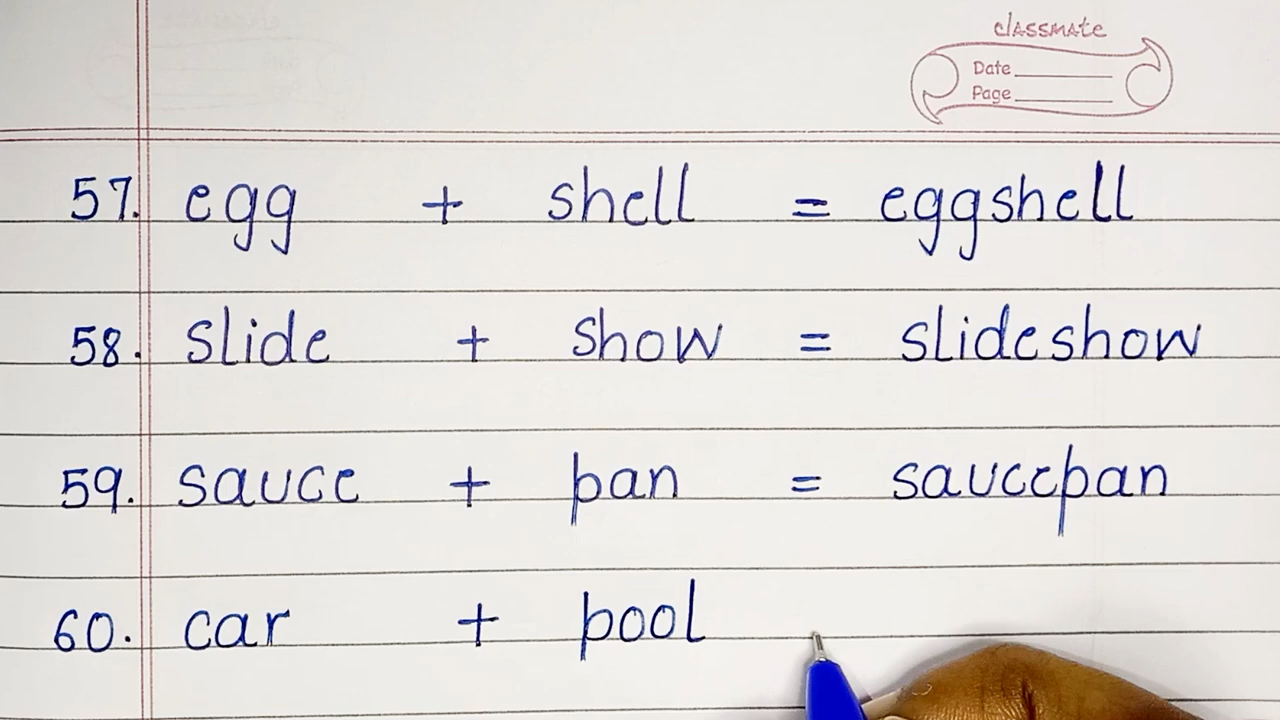 classmate
Date
Page
57. egg + shell = eggshell
58. slide + show = slideshow
59. sauce + pan = saucepan
60. car + pool